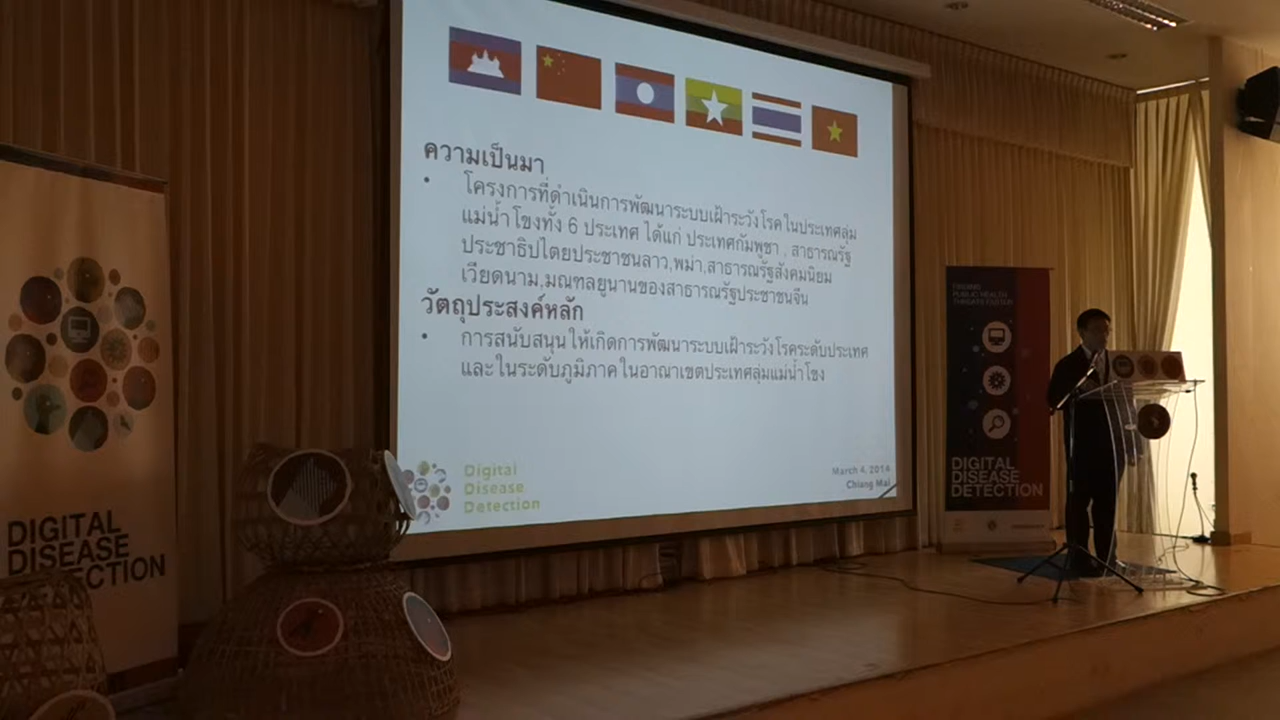 ความเป็นมา
• โครงการที่ดำเนินการพัฒนาระบบเฝ้าระวังโรคในประเทศลุ่ม
แม่น้ำโขงทั้ง 6 ประเทศ ได้แก่ ประเทศกัมพูชา , สาธารณรัฐ
ประชาธิปไตยประชาชนลาว,พม่า,สาธารณรัฐสังคมนิยม
เวียดนาม,มณฑลยูนานของสาธารณรัฐประชาชนจีน
วัตถุประสงค์หลัก
• การสนับสนุนให้เกิดการพัฒนาระบบเฝ้าระวังโรคระดับประเทศ
และในระดับภูมิภาคในอาณาเขตประเทศลุ่มแม่น้ำโขง
Digital
Disease
Detection
March 4, 2014
Chiang Mai
DIGITAL
DISEASE
DETECTION
FINDING
PUBLIC HEALTH
THREATS FASTER
DIGITAL
DISEASE
DETECTION